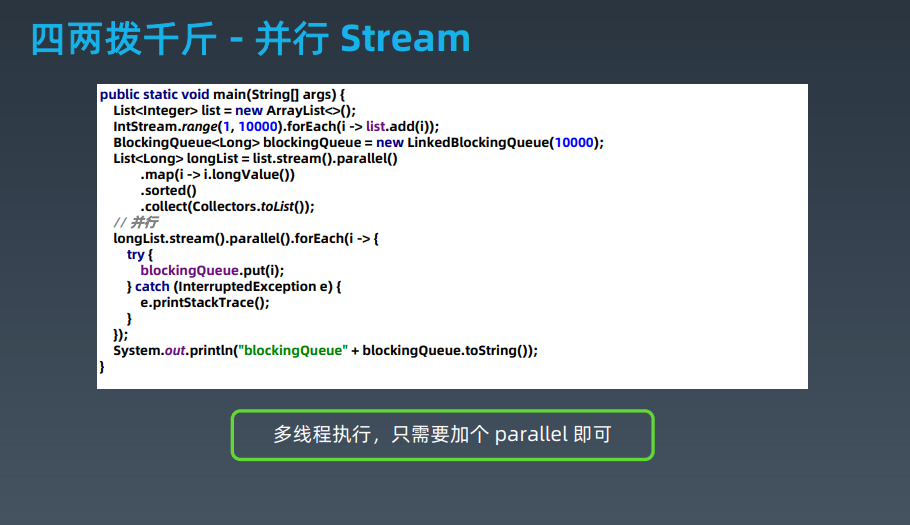 四两拨千斤 - 并行 Stream
public static void main(String[] args) {
List<Integer> list = new ArrayList<>();
IntStream.range(1, 10000).forEach(i -> list.add(i));
BlockingQueue<Long> blockingQueue = new LinkedBlockingQueue(10000);
List<Long> longList = list.stream().parallel()
.map(i -> i.longValue())
.sorted()
.collect(Collectors.toList());
// 并行
longList.stream().parallel().forEach(i -> {
try {
blockingQueue.put(i);
} catch (InterruptedException e) {
e.printStackTrace();
}
});
System.out.println("blockingQueue" + blockingQueue.toString());
}
多线程执行，只需要加个 parallel 即可